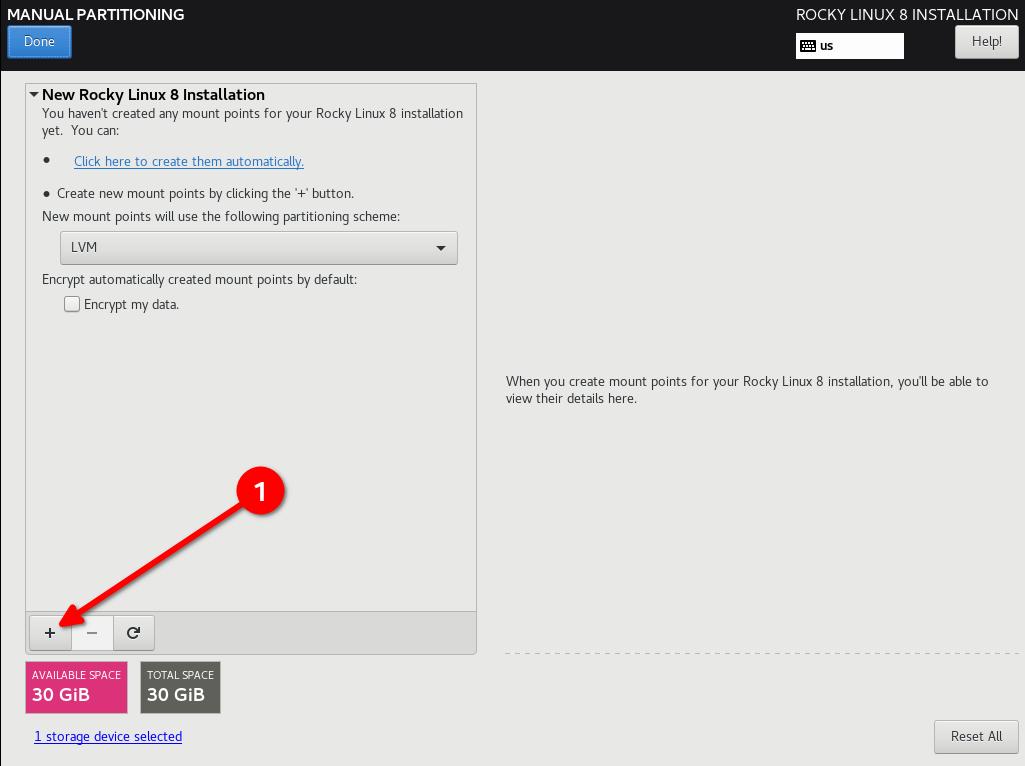 MANUAL PARTITIONING
ROCKY LINUX 8 INSTALLATION
Done
us
Help!
New Rocky Linux 8 Installation
You haven't created any mount points for your Rocky Linux 8 installation
yet.  You can:
• Click here to create them automatically.
• Create new mount points by clicking the '+' button.
New mount points will use the following partitioning scheme:
LVM
Encrypt automatically created mount points by default:
Encrypt my data.
When you create mount points for your Rocky Linux 8 installation, you'll be able to
view their details here.
1
+ −
AVAILABLE SPACE
30 GiB
TOTAL SPACE
30 GiB
1 storage device selected
Reset All